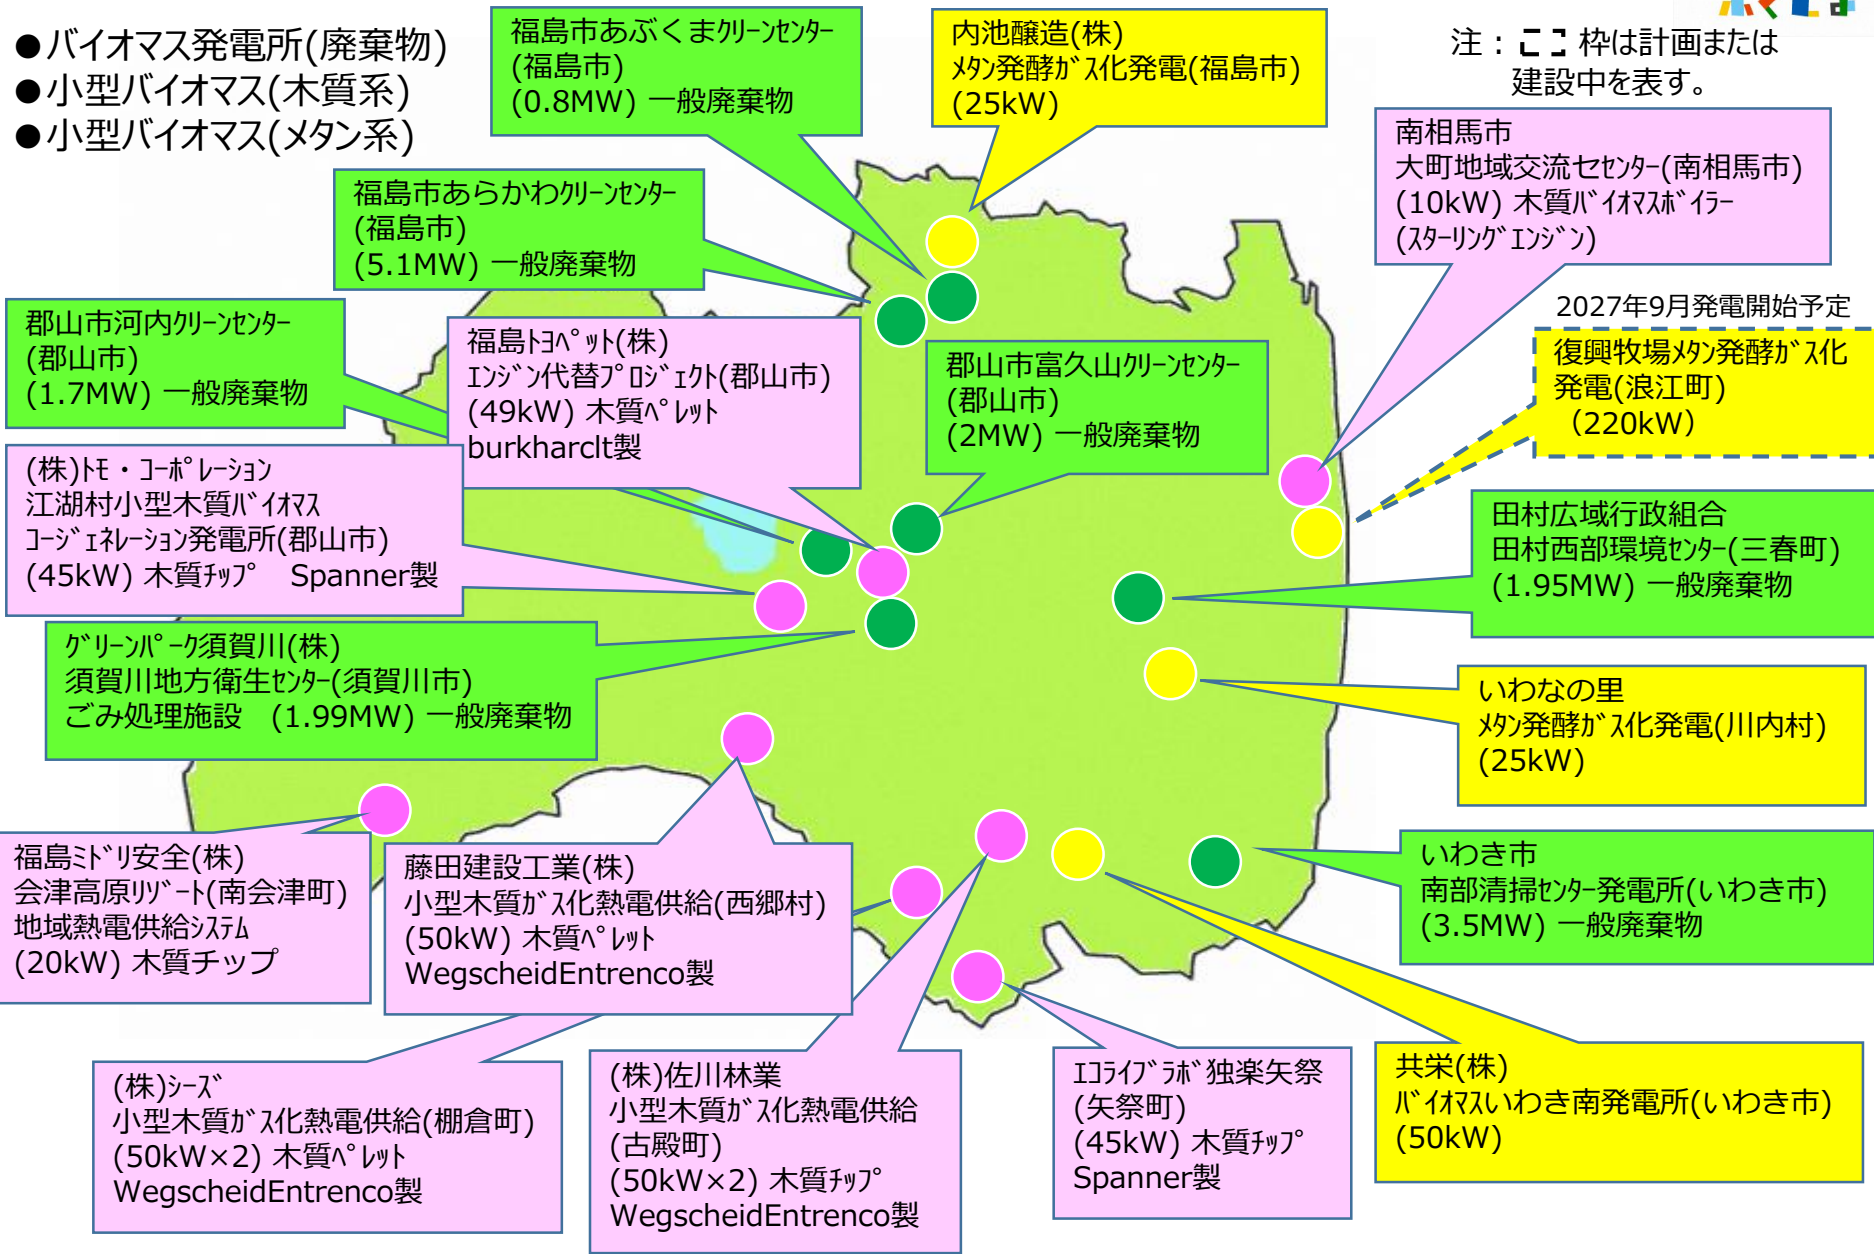 ●バイオマス発電所(廃棄物)
●小型バイオマス(木質系)
●小型バイオマス(メタン系)
福島市あぶくまｸﾘｰﾝｾﾝﾀｰ
(福島市)
(0.8MW) 一般廃棄物
内池醸造(株)
ﾒﾀﾝ発酵ｶﾞｽ化発電(福島市)
(25kW)
注：枠は計画または
建設中を表す。
南相馬市
大町地域交流セセンター(南相馬市)
(10kW) 木質ﾊﾞｲｵﾏｽﾎﾞｲﾗｰ
(ｽﾀｰﾘﾝｸﾞｴﾝｼﾞﾝ)
福島市あらかわｸﾘｰﾝｾﾝﾀｰ
(福島市)
(5.1MW) 一般廃棄物
2027年9月発電開始予定
復興牧場ﾒﾀﾝ発酵ｶﾞｽ化
発電(浪江町)
（220kW）
郡山市河内ｸﾘｰﾝｾﾝﾀｰ
(郡山市)
(1.7MW) 一般廃棄物
福島ﾄﾖﾍﾟｯﾄ(株)
ｴﾝｼﾞﾝ代替ﾌﾟﾛｼﾞｪｸﾄ(郡山市)
(49kW) 木質ﾍﾟﾚｯﾄ
burkharclt製
郡山市富久山ｸﾘｰﾝｾﾝﾀｰ
(郡山市)
(2MW) 一般廃棄物
(株)ﾄﾓ・ｺｰﾎﾟﾚｰｼｮﾝ
江湖村小型木質ﾊﾞｲｵﾏｽ
ｺｰｼﾞｪﾈﾚｰｼｮﾝ発電所(郡山市)
(45kW) 木質ﾁｯﾌﾟ　Spanner製
田村広域行政組合
田村西部環境ｾﾝﾀｰ(三春町)
(1.95MW) 一般廃棄物
ｸﾞﾘｰﾝﾊﾟｰｸ須賀川(株)
須賀川地方衛生ｾﾝﾀｰ(須賀川市)
ごみ処理施設　(1.99MW) 一般廃棄物
いわなの里
ﾒﾀﾝ発酵ｶﾞｽ化発電(川内村)
(25kW)
福島ﾐﾄﾞﾘ安全(株)
会津高原ﾘｿﾞｰﾄ(南会津町)
地域熱電供給ｼｽﾃﾑ
(20kW) 木質チップ
藤田建設工業(株)
小型木質ｶﾞｽ化熱電供給(西郷村)
(50kW) 木質ﾍﾟﾚｯﾄ
WegscheidEntrenco製
いわき市
南部清掃ｾﾝﾀｰ発電所(いわき市)
(3.5MW) 一般廃棄物
(株)ｼｰｽﾞ
小型木質ｶﾞｽ化熱電供給(棚倉町)
(50kW×2) 木質ﾍﾟﾚｯﾄ
WegscheidEntrenco製
(株)佐川林業
小型木質ｶﾞｽ化熱電供給
(古殿町)
(50kW×2) 木質ﾁｯﾌﾟ
WegscheidEntrenco製
ｴｺﾗｲﾌﾞﾗﾎﾞ独楽矢祭
(矢祭町)
(45kW) 木質ﾁｯﾌﾟ
Spanner製
共栄(株)
ﾊﾞｲｵﾏｽいわき南発電所(いわき市)
(50kW)